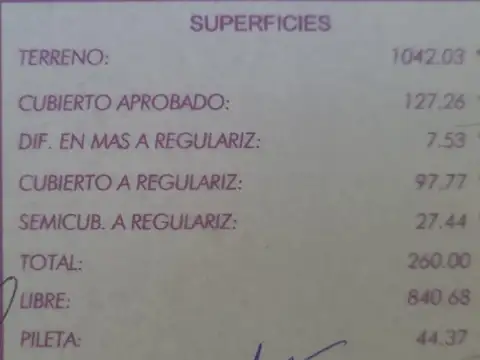 SUPERFICIES
TERRENO: 1042.03
CUBIERTO APROBADO: 127.26
DIF. EN MAS A REGULARIZ: 7.53
CUBIERTO A REGULARIZ: 97.77
SEMICUB. A REGULARIZ: 27.44
TOTAL: 260.00
LIBRE: 840.68
PILETA: 44.37